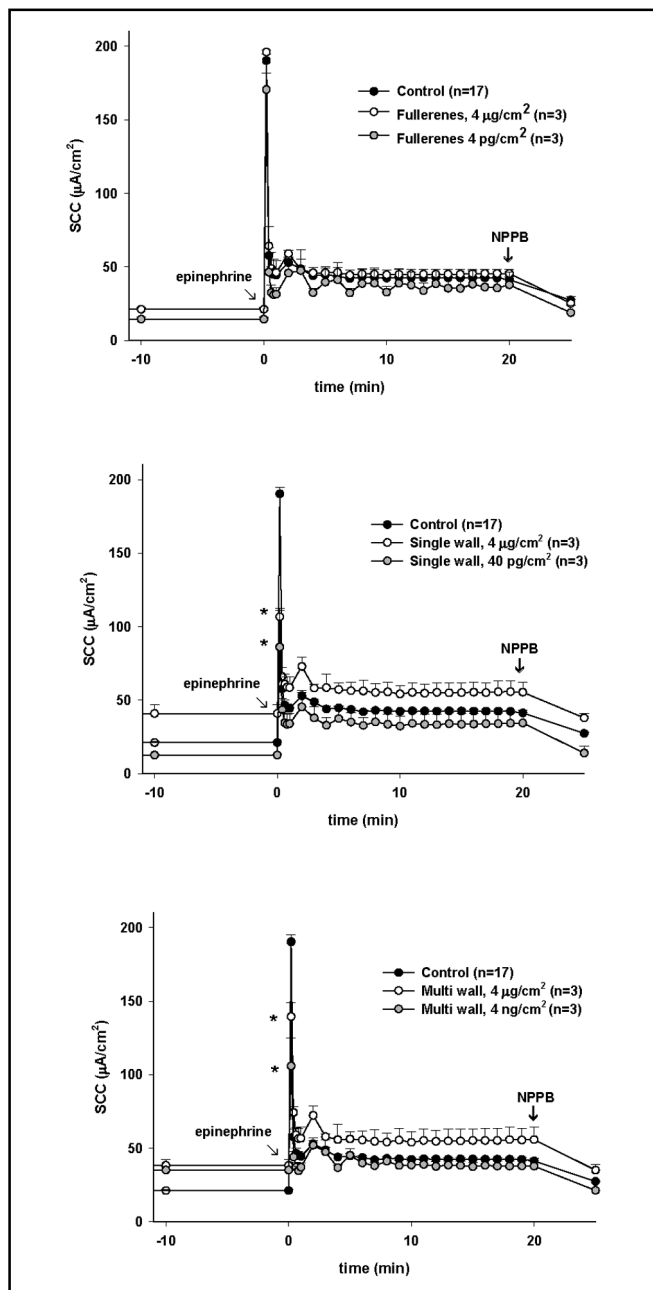 200
150
100
50
0
SCC (µA/cm²)
Control (n=17)
Fullerenes, 4 µg/cm² (n=3)
Fullerenes 4 pg/cm² (n=3)
NPPB
epinephrine
-10 0 10 20
time (min)
200
150
100
50
0
SCC (µA/cm²)
Control (n=17)
Single wall, 4 µg/cm² (n=3)
Single wall, 40 pg/cm² (n=3)
*
*
NPPB
epinephrine
-10 0 10 20
time (min)
200
150
100
50
0
SCC (µA/cm²)
Control (n=17)
Multi wall, 4 µg/cm² (n=3)
Multi wall, 4 ng/cm² (n=3)
*
*
NPPB
epinephrine
-10 0 10 20
time (min)